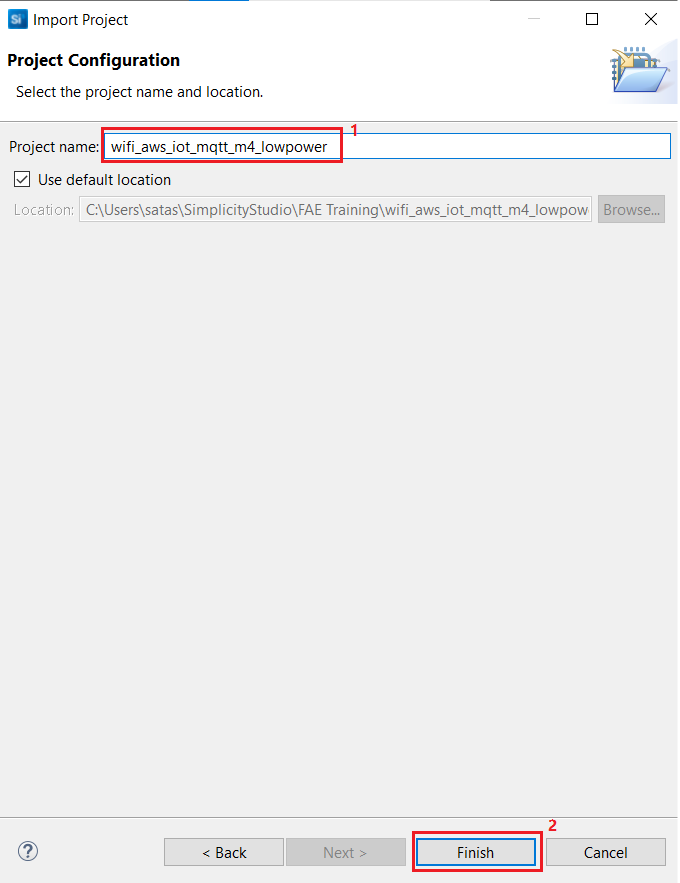 Si Import Project
Project Configuration
Select the project name and location.
1
Project name: wifi_aws_iot_mqtt_m4_lowpower
Use default location
Location: C:\Users\satas\SimplicityStudio\FAE Training\wifi_aws_iot_mqtt_m4_lowpow Browse...
2
? < Back Next > Finish Cancel